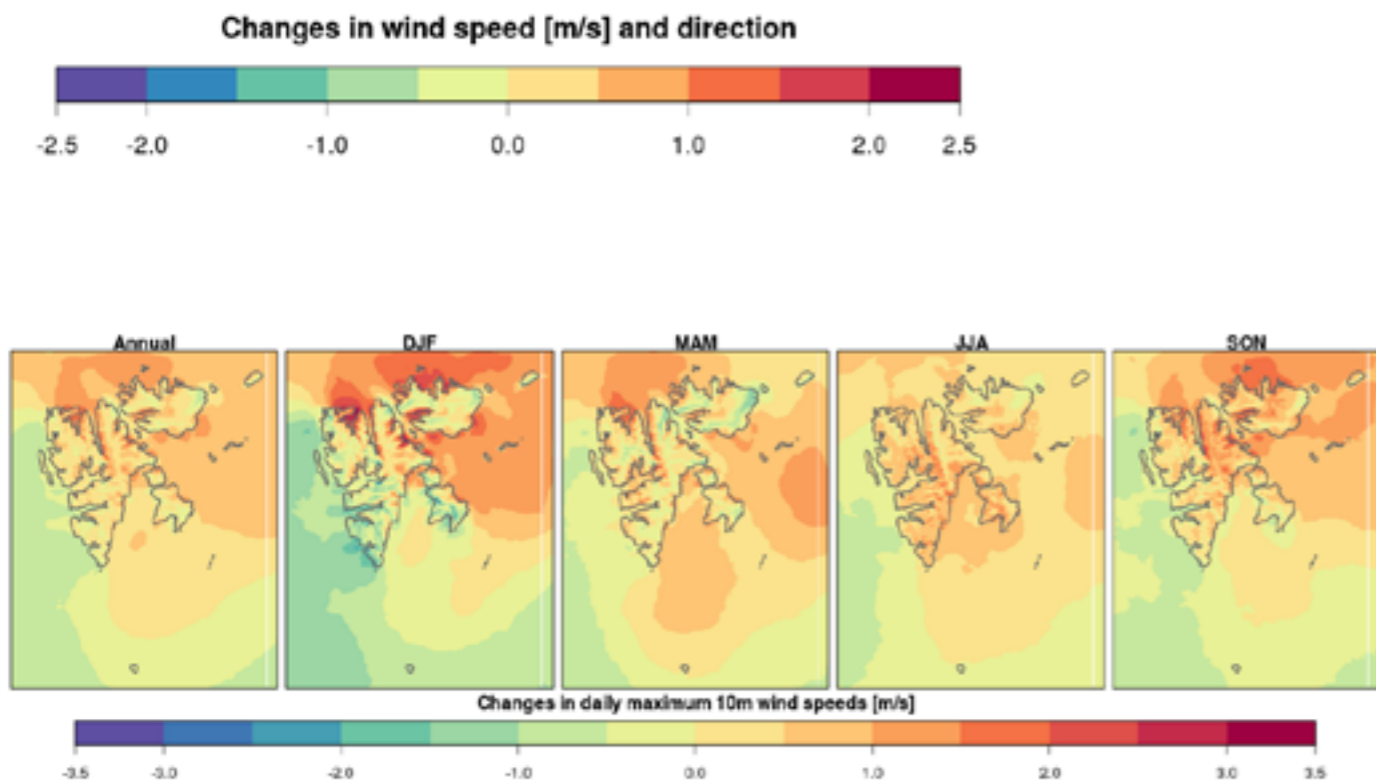 Changes in wind speed [m/s] and direction
-2.5 -2.0 -1.0 0.0 1.0 2.0 2.5
Annual DJF MAM JJA SON
Changes in daily maximum 10m wind speeds [m/s]
-3.5 -3.0 -2.0 -1.0 0.0 1.0 2.0 3.0 3.5